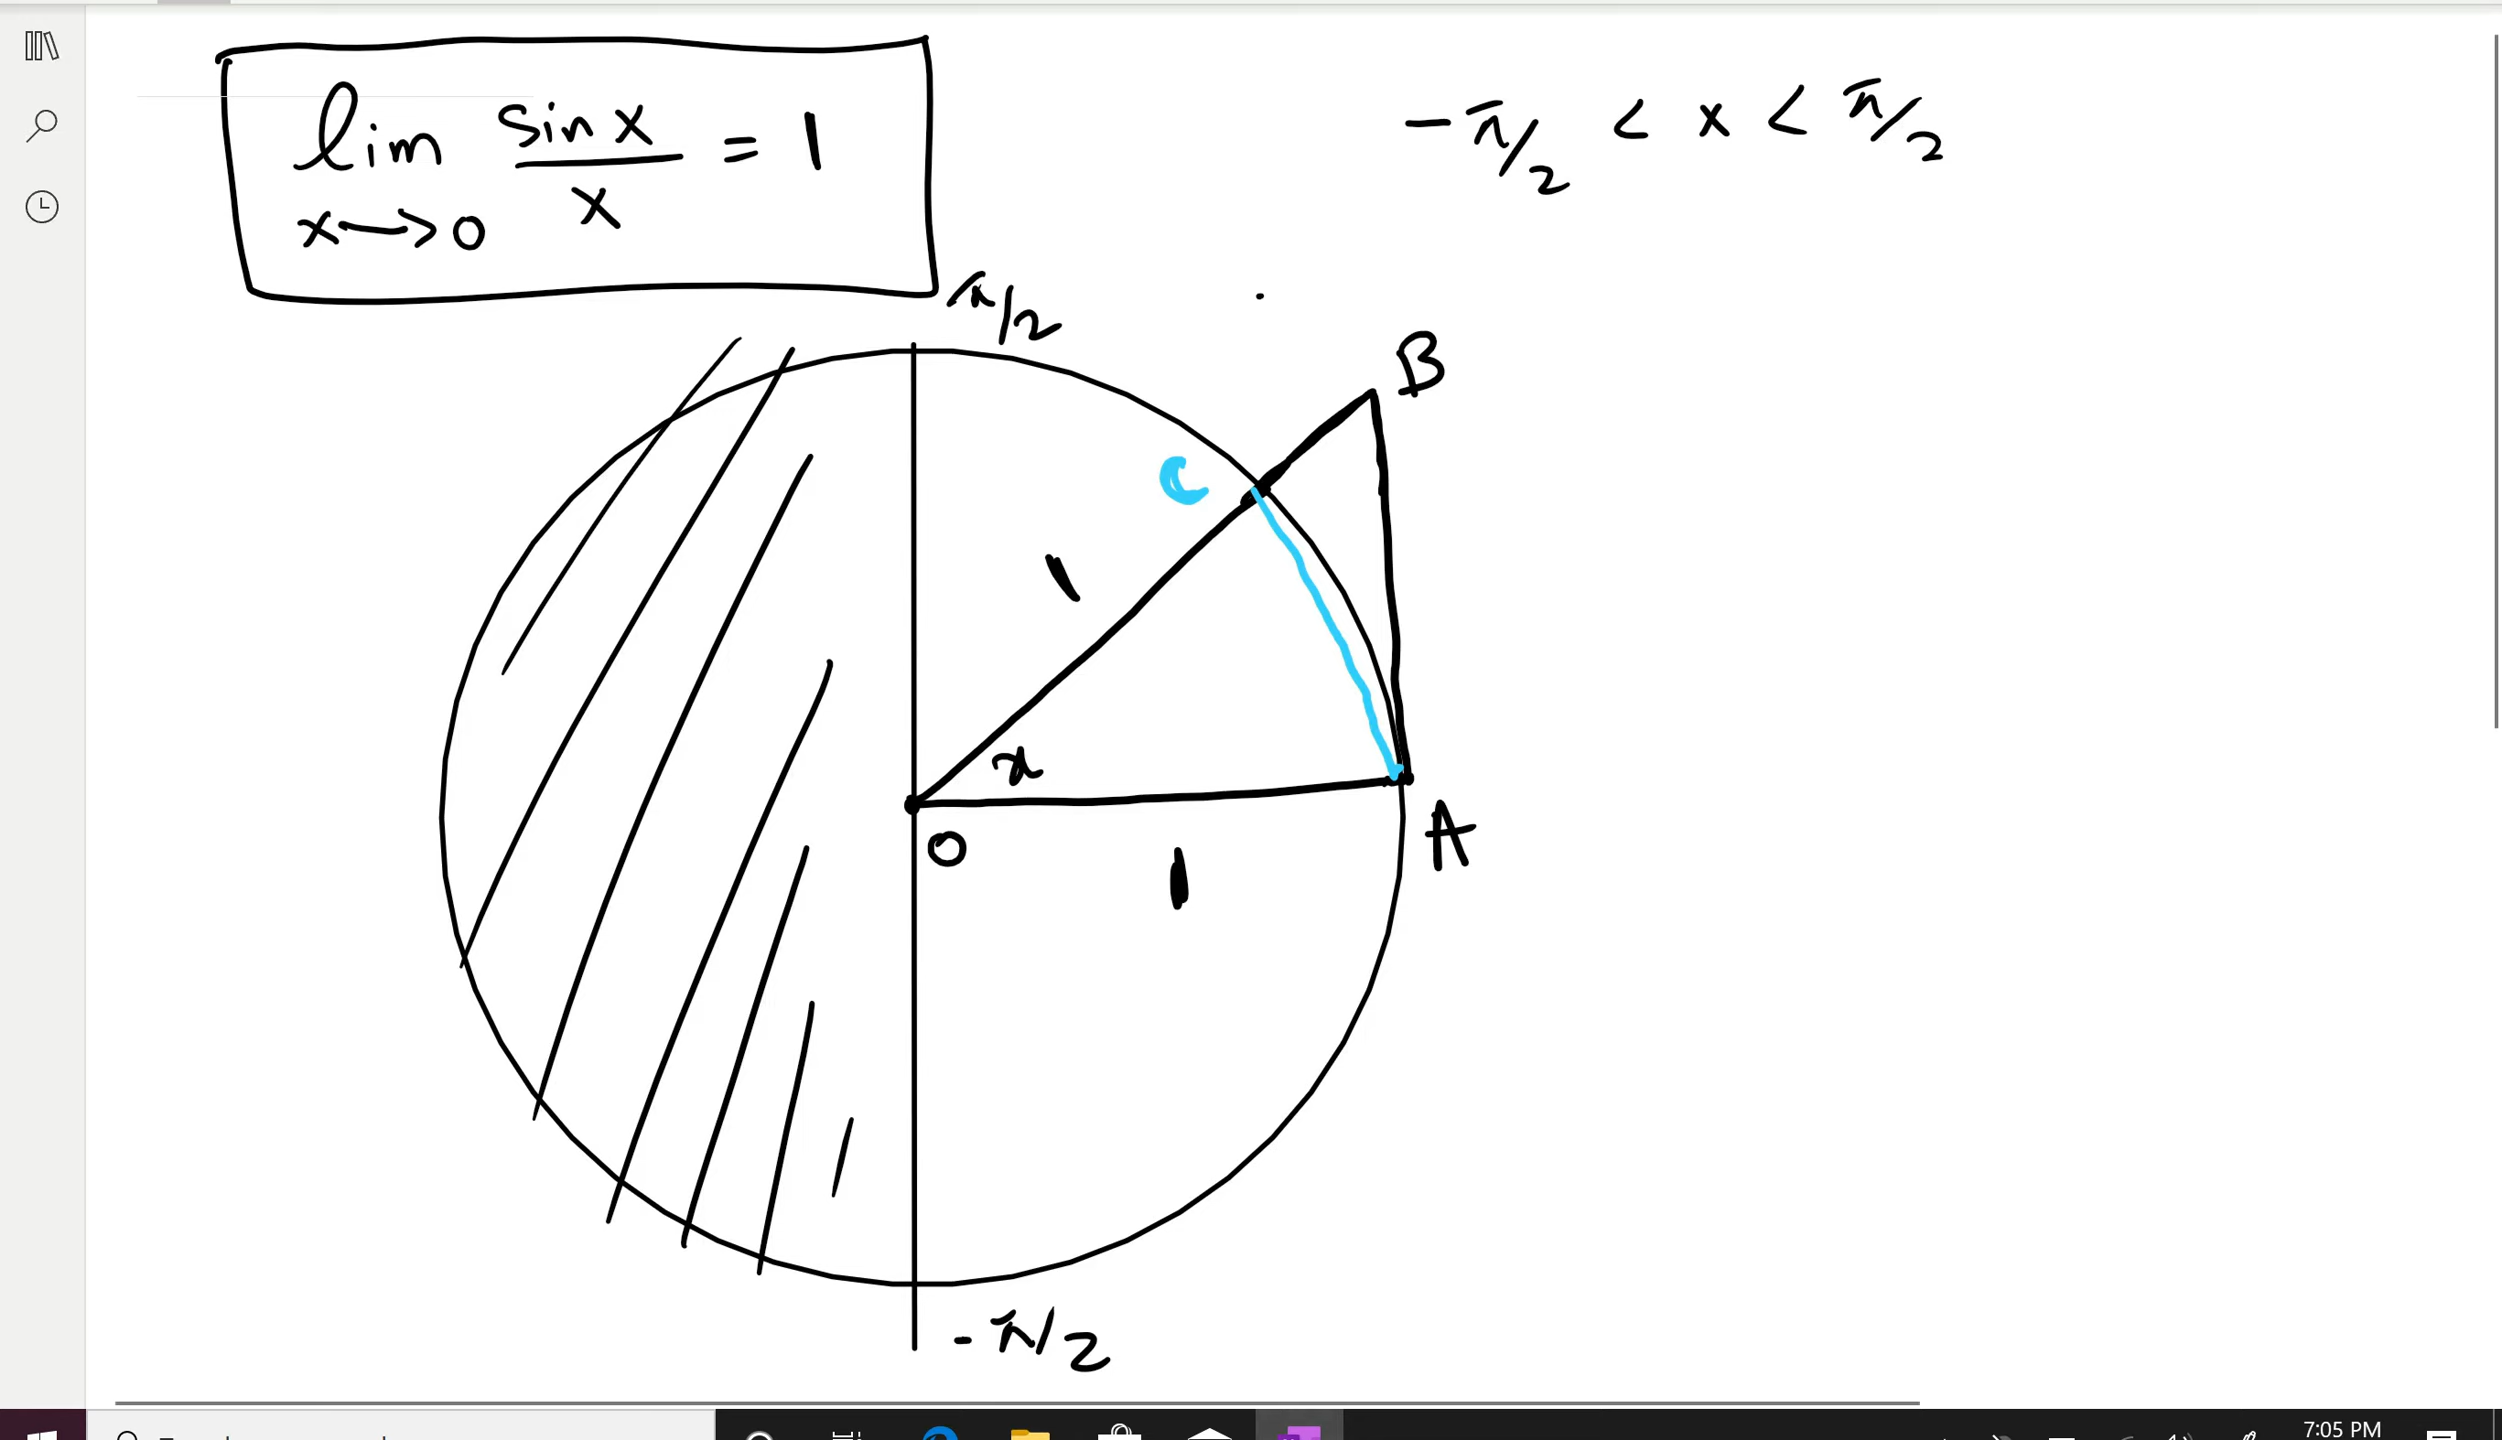 lim sin x / x = 1
x→0
-π/2 < x < π/2
π/2
B
C
1
x
O
A
1
-π/2
7:05 PM